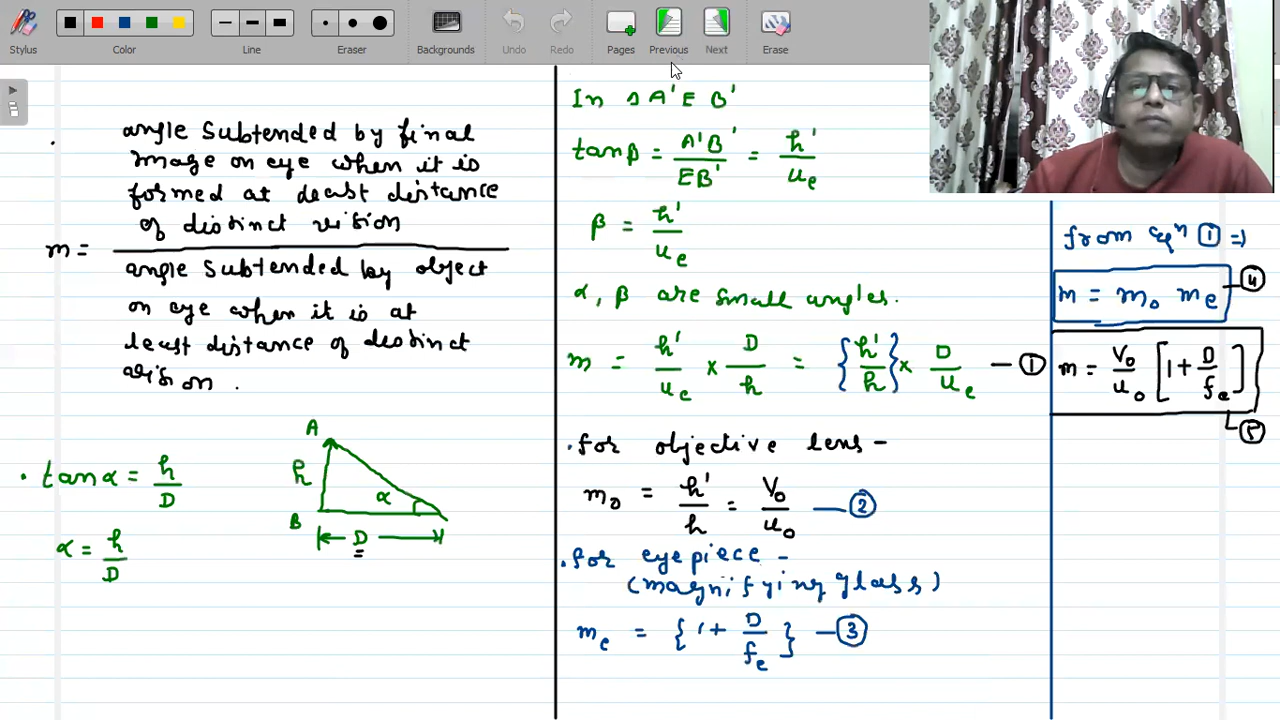 Stylus
Color
Line
Eraser
Backgrounds
Undo
Redo
Pages
Previous
Next
Erase
angle Subtended by final
image on eye when it is
formed at least distance
of distinct vision
m =
angle Subtended by object
on eye when it is at
least distance of distinct
vision .
. tanα = h/D
α = h/D
A
h
α
B
D
In Δ A' E B'
tanβ = A'B'/EB' = h'/ue
β = h'/ue
α, β are small angles.
m = h'/ue × D/h = {h'/h} × D/ue — ①
. for objective lens -
mo = h'/h = Vo/uo — ②
. for eyepiece -
(magnifying glass)
me = {1 + D/fe} — ③
from eqn ① ⇒
m = mo me — ④
m = Vo/uo [1 + D/fe] — ⑤